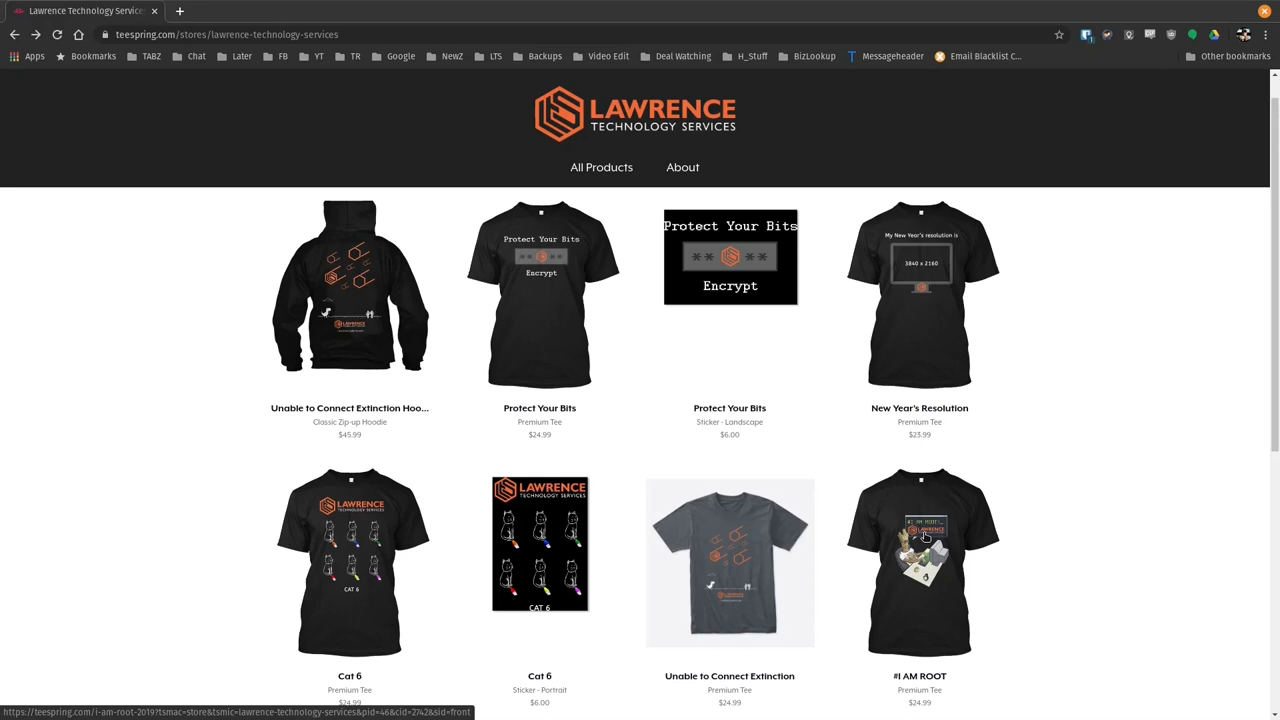 Lawrence Technology Service
teespring.com/stores/lawrence-technology-services
Apps Bookmarks TABZ Chat Later FB YT TR Google NewZ LTS Backups Video Edit Deal Watching H_Stuff BizLookup Messageheader Email Blacklist C... Other bookmarks
LAWRENCE
TECHNOLOGY SERVICES
All Products About
Protect Your Bits
** **
Encrypt
Protect Your Bits
** **
Encrypt
My New Year's resolution is
3840 x 2160
Unable to Connect Extinction Hoo... Protect Your Bits Protect Your Bits New Year's Resolution
Classic Zip-up Hoodie Premium Tee Sticker - Landscape Premium Tee
$45.99 $24.99 $6.00 $23.99
LAWRENCE
TECHNOLOGY SERVICES
CAT 6
LAWRENCE
TECHNOLOGY SERVICES
CAT 6
LAWRENCE
#I AM ROOT!_
LAWRENCE
Cat 6 Cat 6 Unable to Connect Extinction #I AM ROOT
Premium Tee Sticker - Portrait Premium Tee Premium Tee
$24.99 $6.00 $24.99 $24.99
https://teespring.com/i-am-root-2019?tsmac=store&tsmic=lawrence-technology-services&pid=46&cid=2742&sid=front